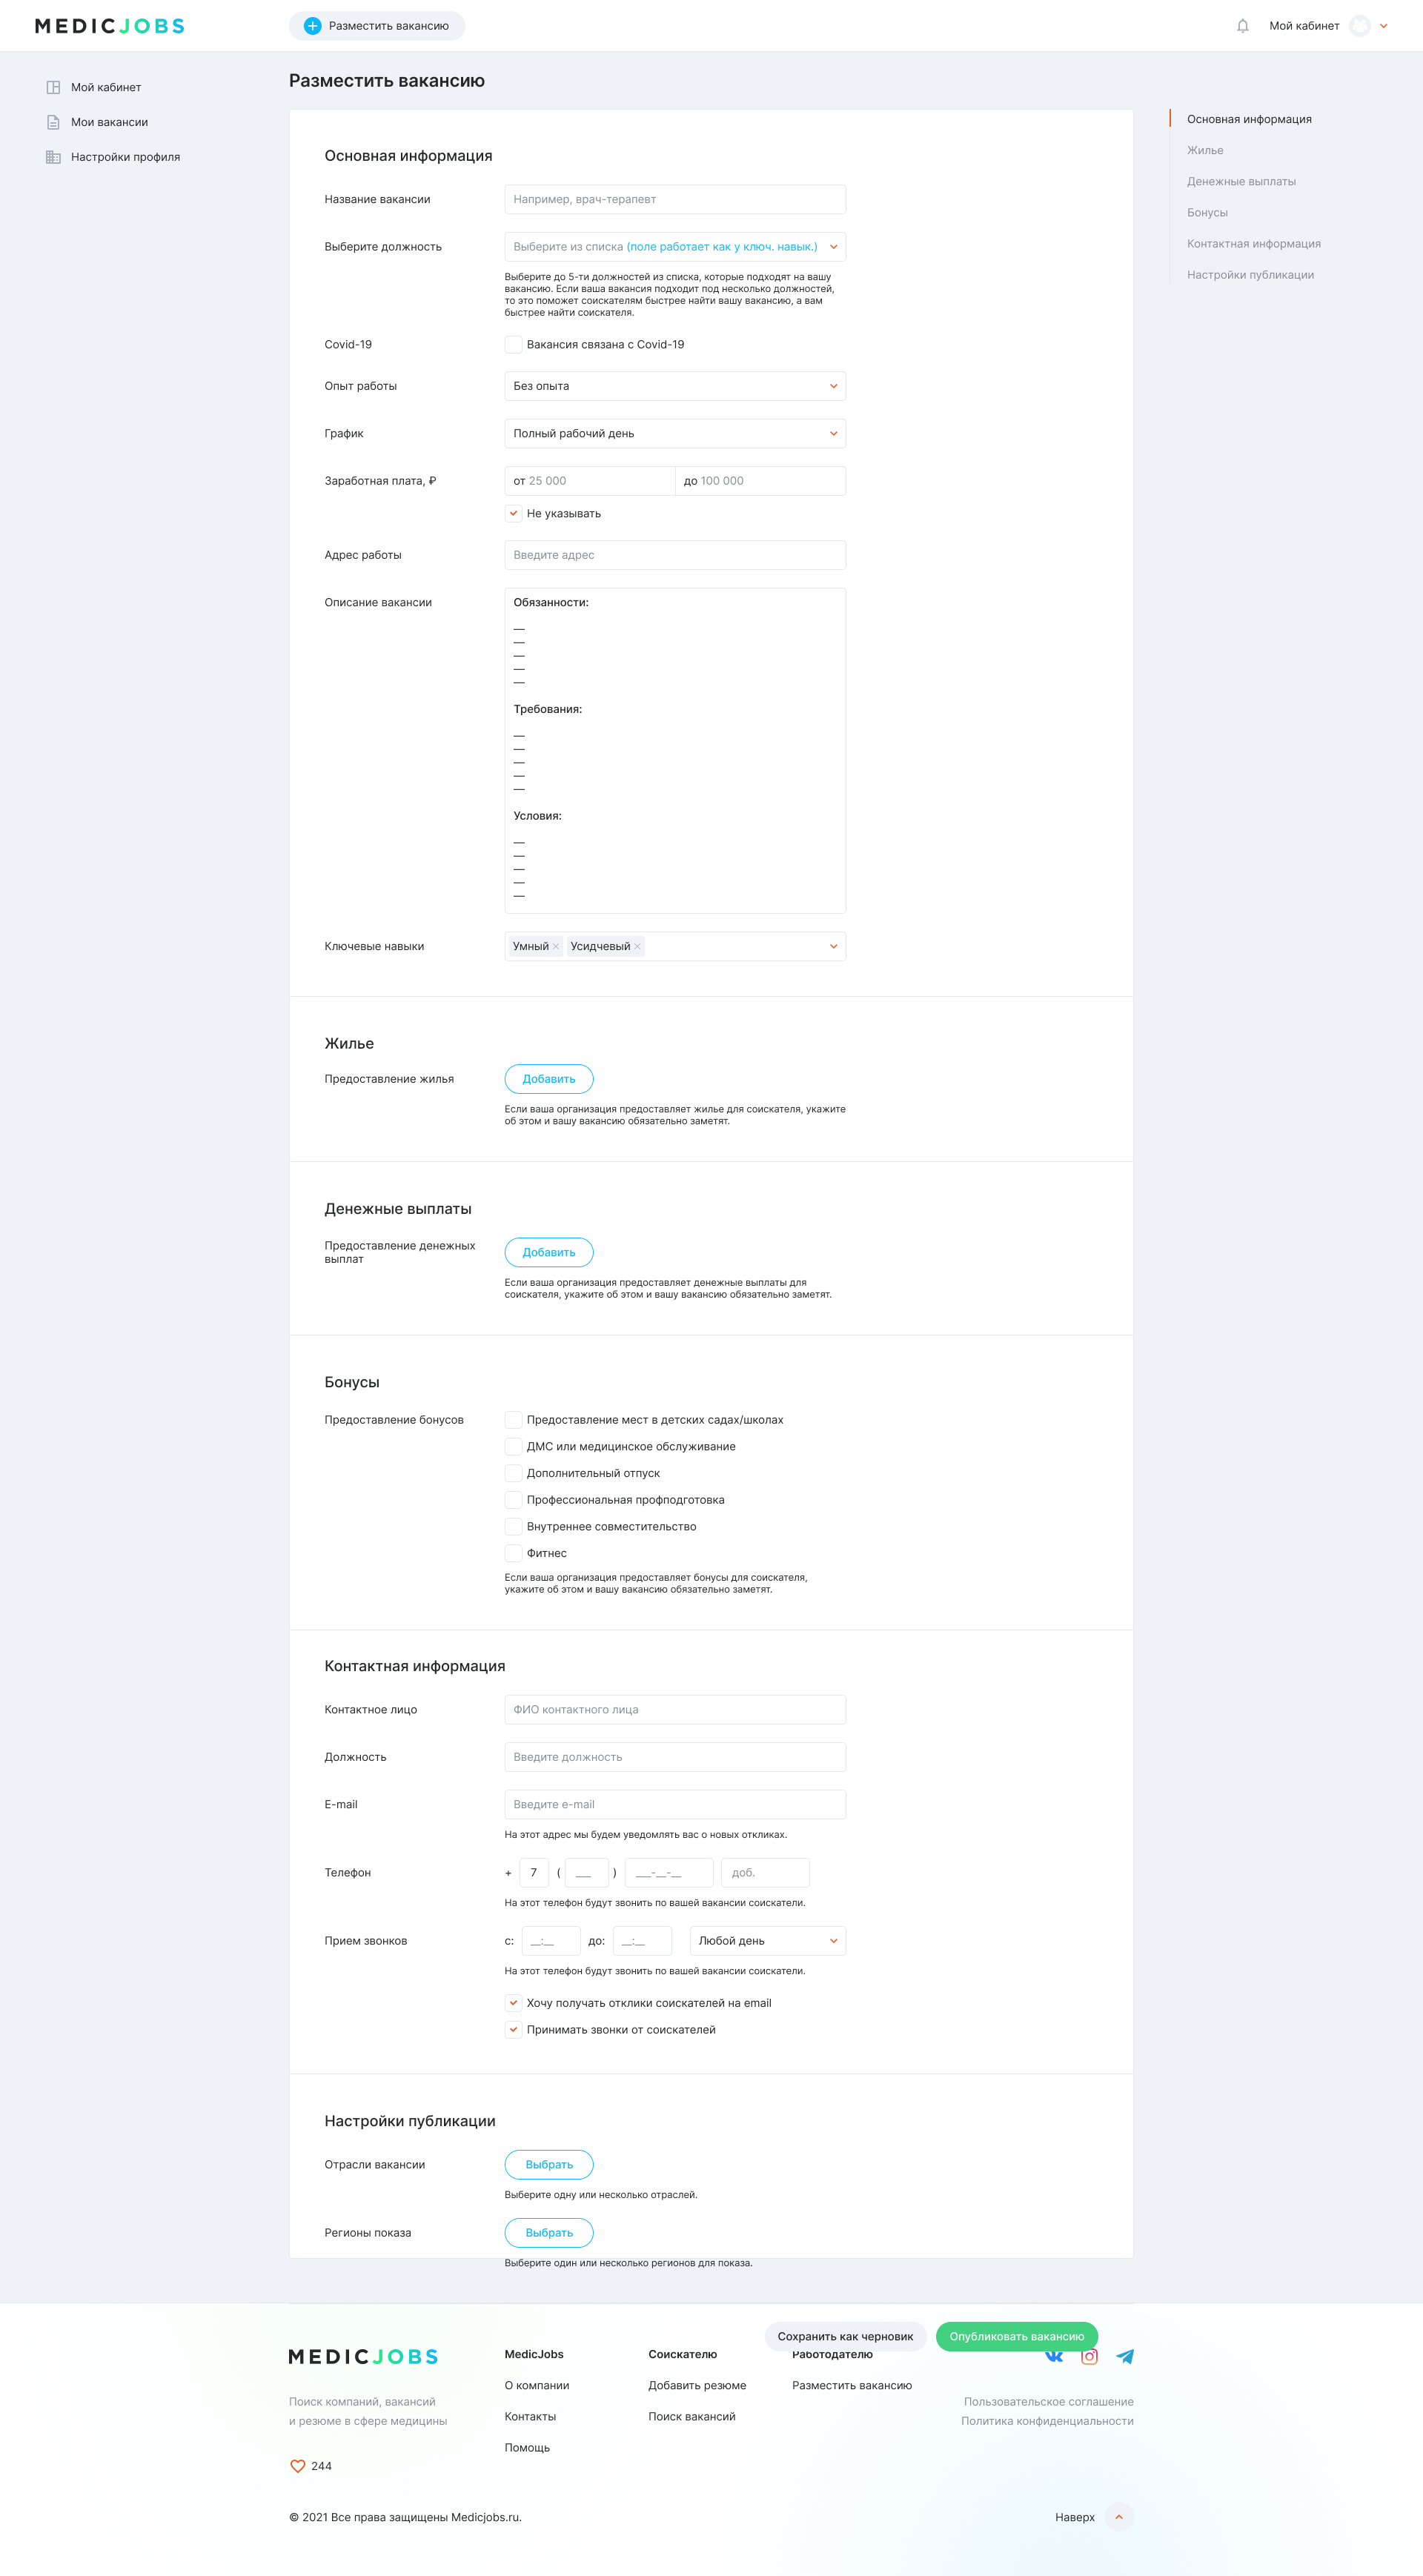 MEDICJOBS
Разместить вакансию
Мой кабинет
Мой кабинет
Мои вакансии
Настройки профиля
Разместить вакансию
Основная информация
Жилье
Денежные выплаты
Бонусы
Контактная информация
Настройки публикации
Основная информация
Название вакансии
Например, врач-терапевт
Выберите должность
Выберите из списка (поле работает как у ключ. навык.)
Выберите до 5-ти должностей из списка, которые подходят на вашу
вакансию. Если ваша вакансия подходит под несколько должностей,
то это поможет соискателям быстрее найти вашу вакансию, а вам
быстрее найти соискателя.
Covid-19
Вакансия связана с Covid-19
Опыт работы
Без опыта
График
Полный рабочий день
Заработная плата, ₽
от 25 000
до 100 000
Не указывать
Адрес работы
Введите адрес
Описание вакансии
Обязанности:
—
—
—
—
—
Требования:
—
—
—
—
—
Условия:
—
—
—
—
—
Ключевые навыки
Умный × Усидчевый ×
Жилье
Предоставление жилья
Добавить
Если ваша организация предоставляет жилье для соискателя, укажите
об этом и вашу вакансию обязательно заметят.
Денежные выплаты
Предоставление денежных
выплат
Добавить
Если ваша организация предоставляет денежные выплаты для
соискателя, укажите об этом и вашу вакансию обязательно заметят.
Бонусы
Предоставление бонусов
Предоставление мест в детских садах/школах
ДМС или медицинское обслуживание
Дополнительный отпуск
Профессиональная профподготовка
Внутреннее совместительство
Фитнес
Если ваша организация предоставляет бонусы для соискателя,
укажите об этом и вашу вакансию обязательно заметят.
Контактная информация
Контактное лицо
ФИО контактного лица
Должность
Введите должность
E-mail
Введите e-mail
На этот адрес мы будем уведомлять вас о новых откликах.
Телефон
+ 7 ( ___ ) ___-__-__ доб.
На этот телефон будут звонить по вашей вакансии соискатели.
Прием звонков
с: __:__ до: __:__ Любой день
На этот телефон будут звонить по вашей вакансии соискатели.
Хочу получать отклики соискателей на email
Принимать звонки от соискателей
Настройки публикации
Отрасли вакансии
Выбрать
Выберите одну или несколько отраслей.
Регионы показа
Выбрать
Выберите один или несколько регионов для показа.
Сохранить как черновик
Опубликовать вакансию
MEDICJOBS
Поиск компаний, вакансий
и резюме в сфере медицины
244
MedicJobs
О компании
Контакты
Помощь
Соискателю
Добавить резюме
Поиск вакансий
Работодателю
Разместить вакансию
Пользовательское соглашение
Политика конфиденциальности
© 2021 Все права защищены Medicjobs.ru.
Наверх